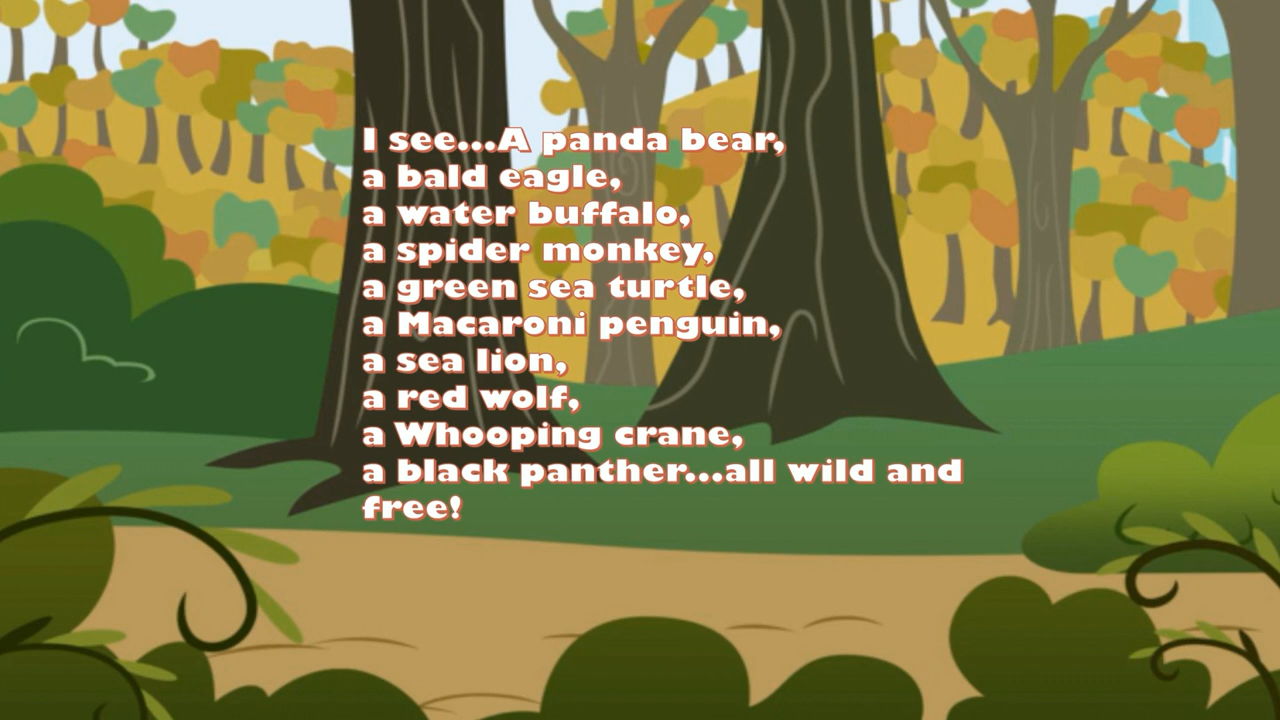 I see...A panda bear,
a bald eagle,
a water buffalo,
a spider monkey,
a green sea turtle,
a Macaroni penguin,
a sea lion,
a red wolf,
a Whooping crane,
a black panther...all wild and
free!